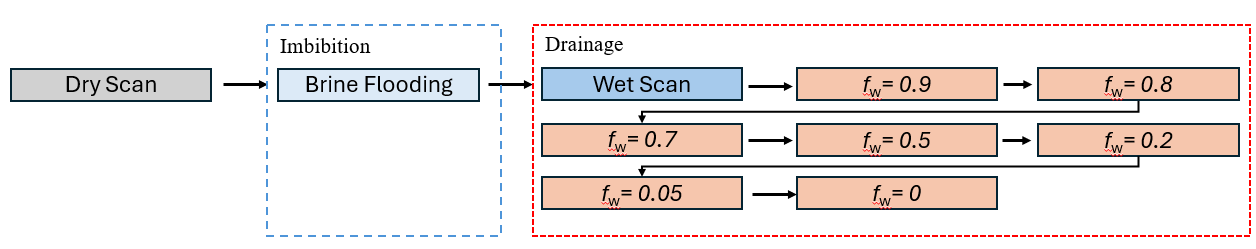 Imbibition
Drainage
Dry Scan
Brine Flooding
Wet Scan
fw= 0.9
fw= 0.8
fw= 0.7
fw= 0.5
fw= 0.2
fw= 0.05
fw= 0